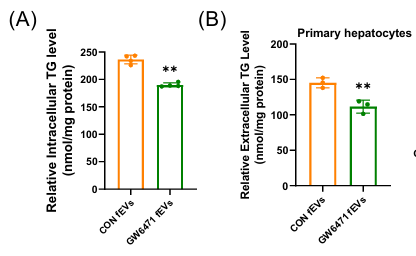 (A)
Relative Intracellular TG level
(nmol/mg protein)
250
200
150
100
50
0
**
CON fEVs
GW6471 fEVs
(B)
Primary hepatocytes
Relative Extracellular TG Level
(nmol/mg protein)
200
150
100
50
0
**
CON fEVs
GW6471 fEVs